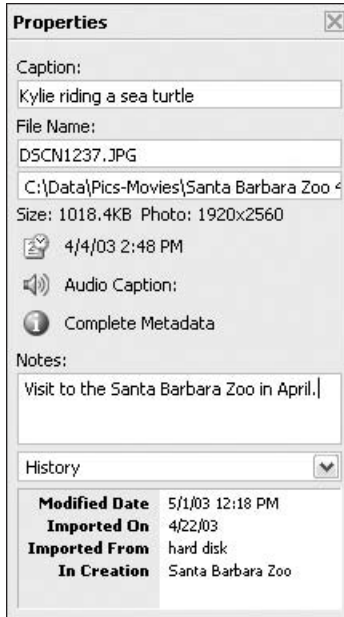 Properties
Caption:
Kylie riding a sea turtle
File Name:
DSCN1237.JPG
C:\Data\Pics-Movies\Santa Barbara Zoo 4
Size: 1018.4KB Photo: 1920x2560
4/4/03 2:48 PM
Audio Caption:
Complete Metadata
Notes:
Visit to the Santa Barbara Zoo in April.
History
Modified Date 5/1/03 12:18 PM
Imported On 4/22/03
Imported From hard disk
In Creation Santa Barbara Zoo